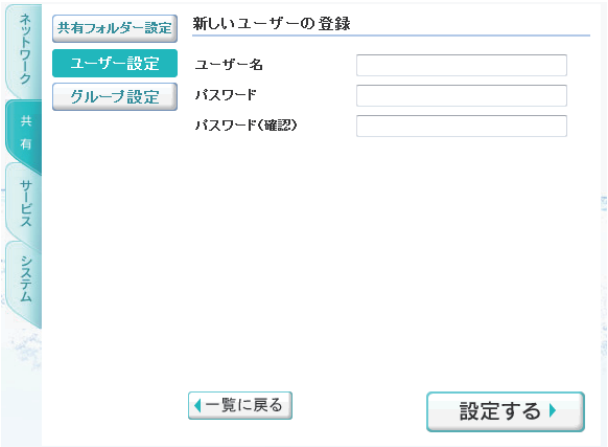 ネットワーク
共有
サービス
システム
共有フォルダー設定
ユーザー設定
グループ設定
新しいユーザーの登録
ユーザー名
パスワード
パスワード(確認)
一覧に戻る
設定する